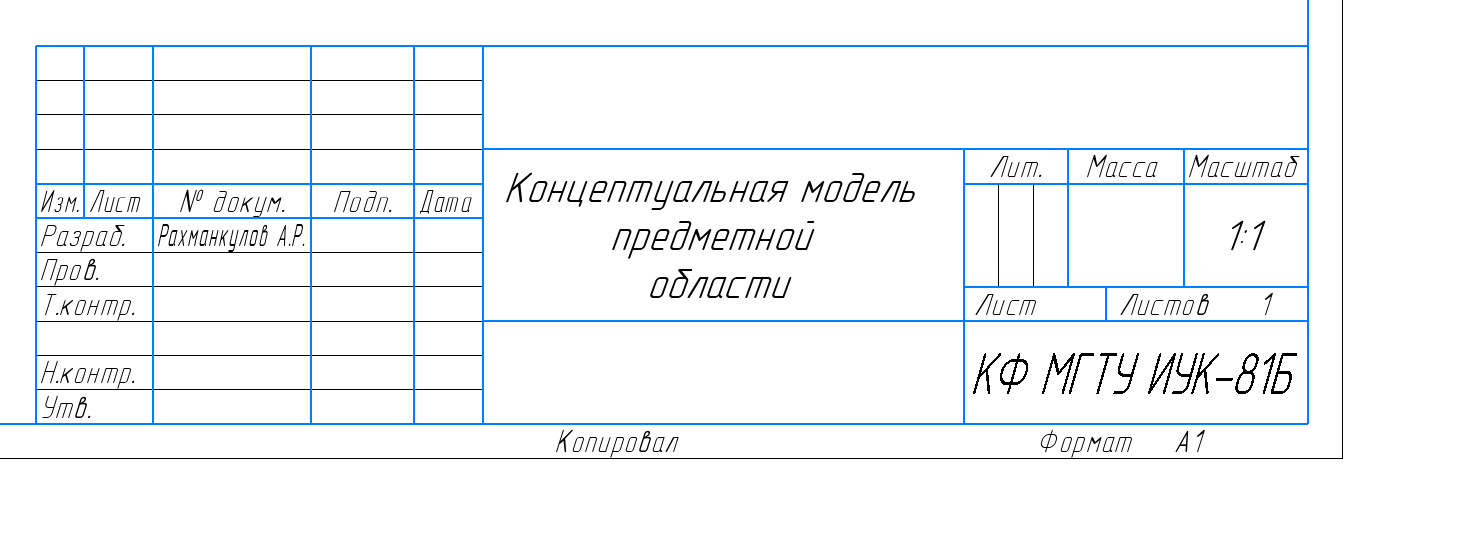 Изм. Лист № докум. Подп. Дата
Разраб. Рахманкулов А.Р.
Пров.
Т.контр.
Н.контр.
Утв.
Концептуальная модель
предметной
области
Лит. Масса Масштаб
1:1
Лист Листов 1
КФ МГТУ ИУК-81Б
Копировал Формат А1